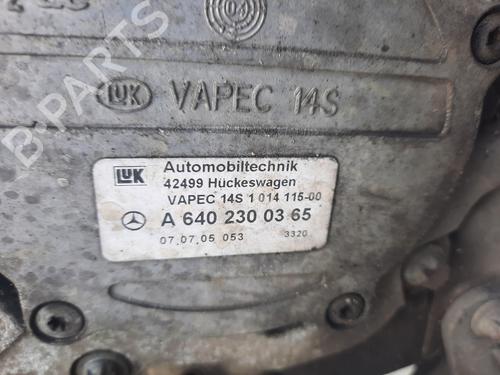 04
LUK VAPEC 14S
LUK Automobiltechnik
42499 Hückeswagen
VAPEC 14S 1 014 115-00
A 640 230 03 65
07.07.05 053 3320
B-PARTS